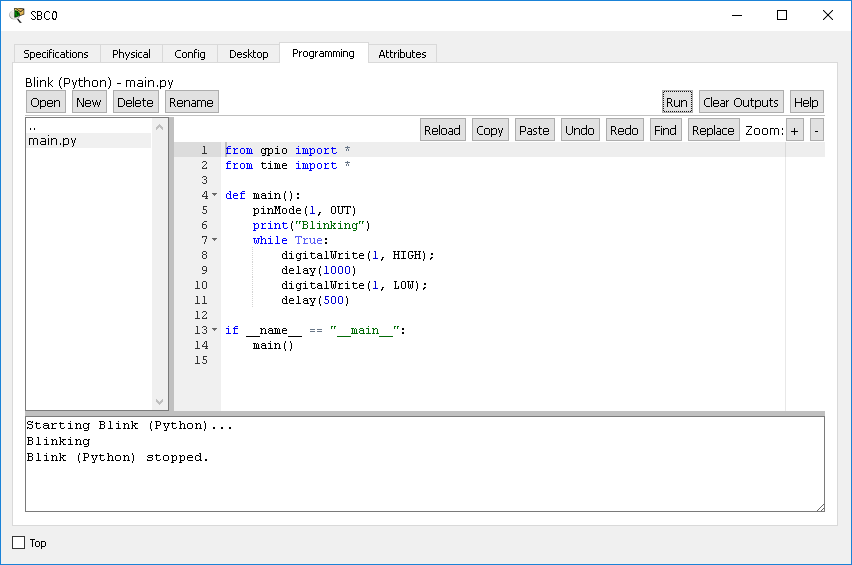 SBC0
Specifications Physical Config Desktop Programming Attributes
Blink (Python) - main.py
Open New Delete Rename Run Clear Outputs Help
..
main.py
Reload Copy Paste Undo Redo Find Replace Zoom: + -
1 from gpio import *
2 from time import *
3
4 def main():
5     pinMode(1, OUT)
6     print("Blinking")
7     while True:
8         digitalWrite(1, HIGH);
9         delay(1000)
10         digitalWrite(1, LOW);
11         delay(500)
12
13 if __name__ == "__main__":
14     main()
15
Starting Blink (Python)...
Blinking
Blink (Python) stopped.
Top